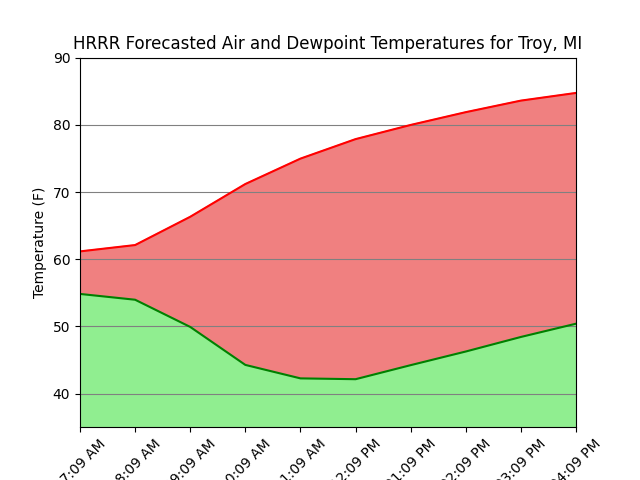 HRRR Forecasted Air and Dewpoint Temperatures for Troy, MI
Temperature (F)
90
80
70
60
50
40
7:09 AM
8:09 AM
9:09 AM
0:09 AM
1:09 AM
12:09 PM
01:09 PM
02:09 PM
03:09 PM
04:09 PM